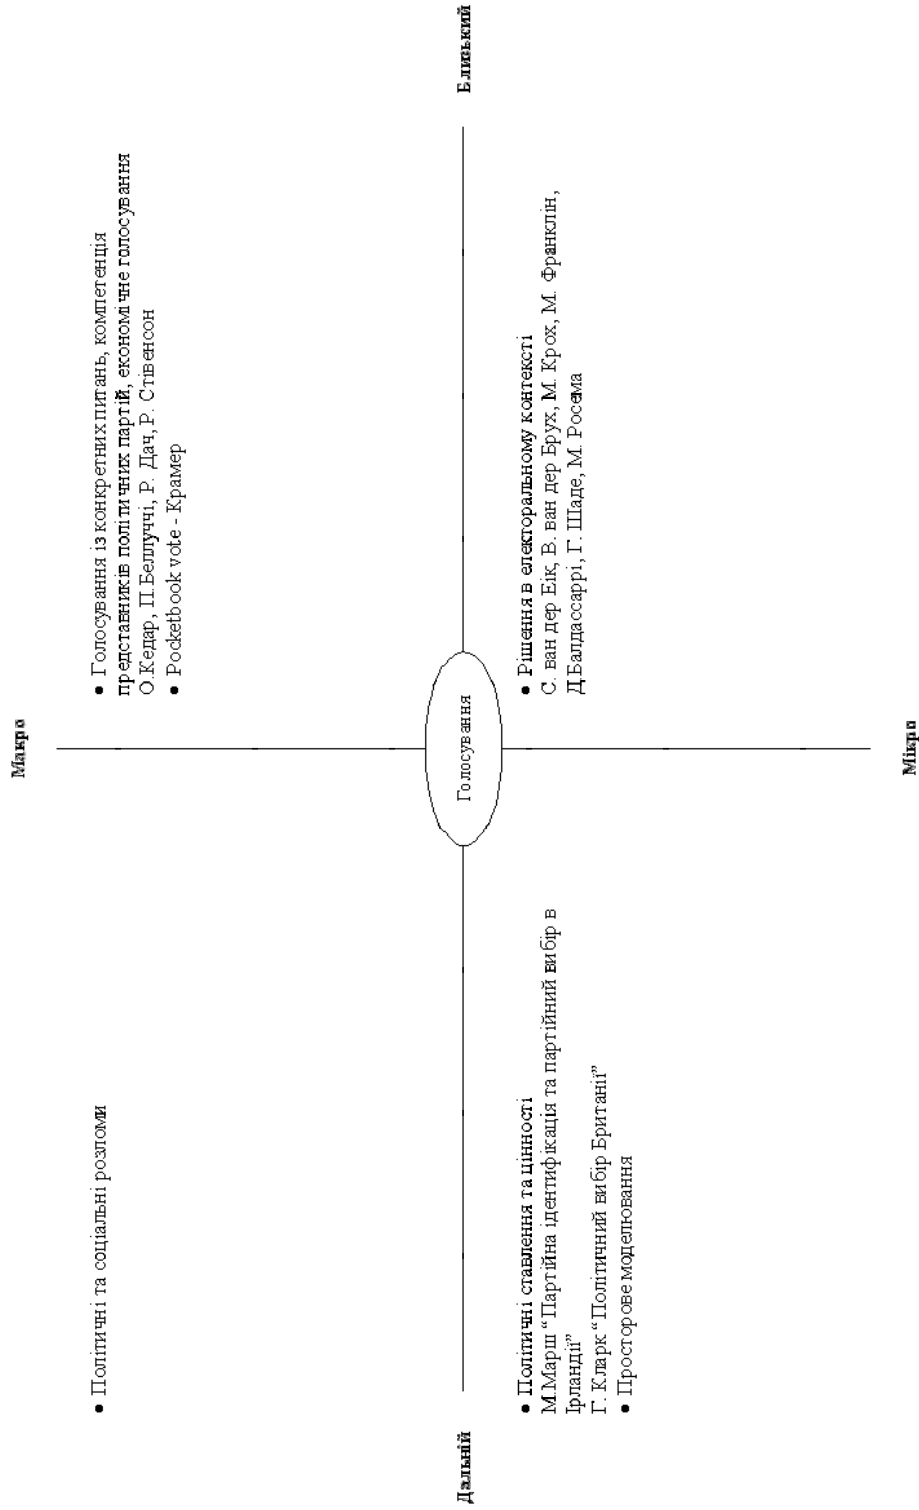 Макро
● Політичні та соціальні розломи
● Голосування із конкретних питань, компетенція
представників політичних партій, економічне голосування
О.Кедар, П.Беллуччі, Р. Дач, Р. Стівенсон
● Pocketbook vote - Крамер
Дальній
Голосування
Близький
● Політичні ставлення та цінності
М.Марш “Партійна ідентифікація та партійний вибір в
Ірландії”
Г. Кларк “Політичний вибір Британії”
● Просторове моделювання
● Рішення в електоральному контексті
С. ван дер Еік, В. ван дер Брух, М. Крох, М. Франклін,
Д.Балдассаррі, Г. Шаде, М. Росема
Мікро